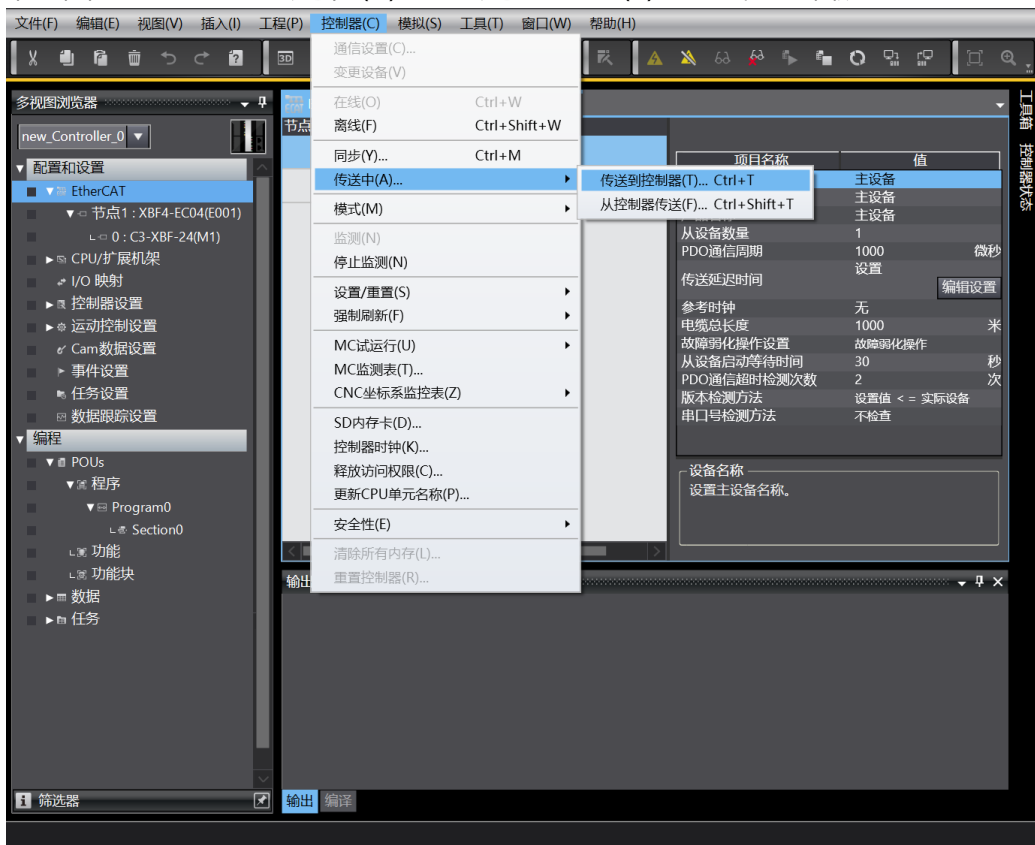 文件(F) 编辑(E) 视图(V) 插入(I) 工程(P) 控制器(C) 模拟(S) 工具(T) 窗口(W) 帮助(H)
3D
多视图浏览器
new_Controller_0
配置和设置
EtherCAT
节点1 : XBF4-EC04(E001)
0 : C3-XBF-24(M1)
CPU/扩展机架
I/O 映射
控制器设置
运动控制设置
Cam数据设置
事件设置
任务设置
数据跟踪设置
编程
POUs
程序
Program0
Section0
功能
功能块
数据
任务
筛选器
节点
通信设置(C)...
变更设备(V)
在线(O) Ctrl+W
离线(F) Ctrl+Shift+W
同步(Y)... Ctrl+M
传送中(A)...
模式(M)
监测(N)
停止监测(N)
设置/重置(S)
强制刷新(F)
MC试运行(U)
MC监测表(T)...
CNC坐标系监控表(Z)
SD内存卡(D)...
控制器时钟(K)...
释放访问权限(C)...
更新CPU单元名称(P)...
安全性(E)
清除所有内存(L)...
重置控制器(R)...
传送到控制器(T)... Ctrl+T
从控制器传送(F)... Ctrl+Shift+T
项目名称 值
主设备
主设备
主设备
从设备数量 1
PDO通信周期 1000 微秒
传送延迟时间 设置
编辑设置
参考时钟 无
电缆总长度 1000 米
故障弱化操作设置 故障弱化操作
从设备启动等待时间 30 秒
PDO通信超时检测次数 2 次
版本检测方法 设置值 < = 实际设备
串口号检测方法 不检查
设备名称
设置主设备名称。
工具箱
控制器状态
输出
输出 编译